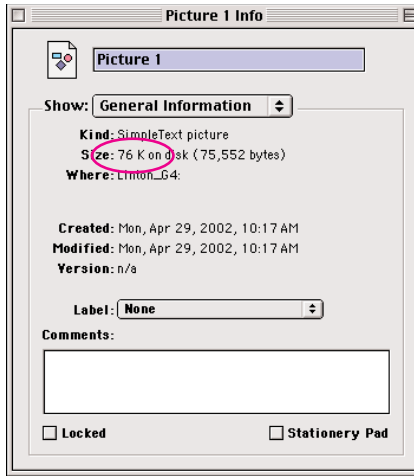 Picture 1 Info
Picture 1
Show: General Information
Kind: SimpleText picture
Size: 76 K on disk (75,552 bytes)
Where: Linton_G4:
Created: Mon, Apr 29, 2002, 10:17 AM
Modified: Mon, Apr 29, 2002, 10:17 AM
Version: n/a
Label: None
Comments:
Locked Stationery Pad